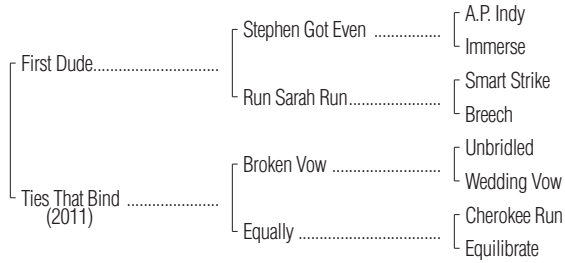 A.P. Indy
Stephen Got Even ................
Immerse
First Dude..............................
Smart Strike
Run Sarah Run......................
Breech
Unbridled
Broken Vow ..........................
Wedding Vow
Ties That Bind ......................
(2011)
Cherokee Run
Equally ..................................
Equilibrate